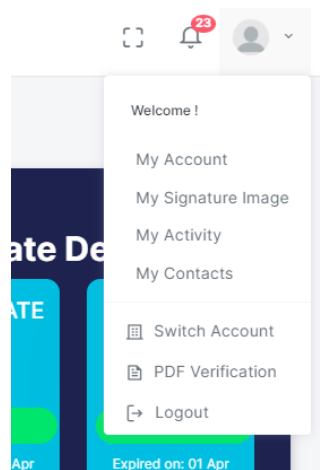 23
Welcome !
My Account
My Signature Image
My Activity
My Contacts
ate De
ATE
Switch Account
PDF Verification
Logout
Apr
Expired on: 01 Apr